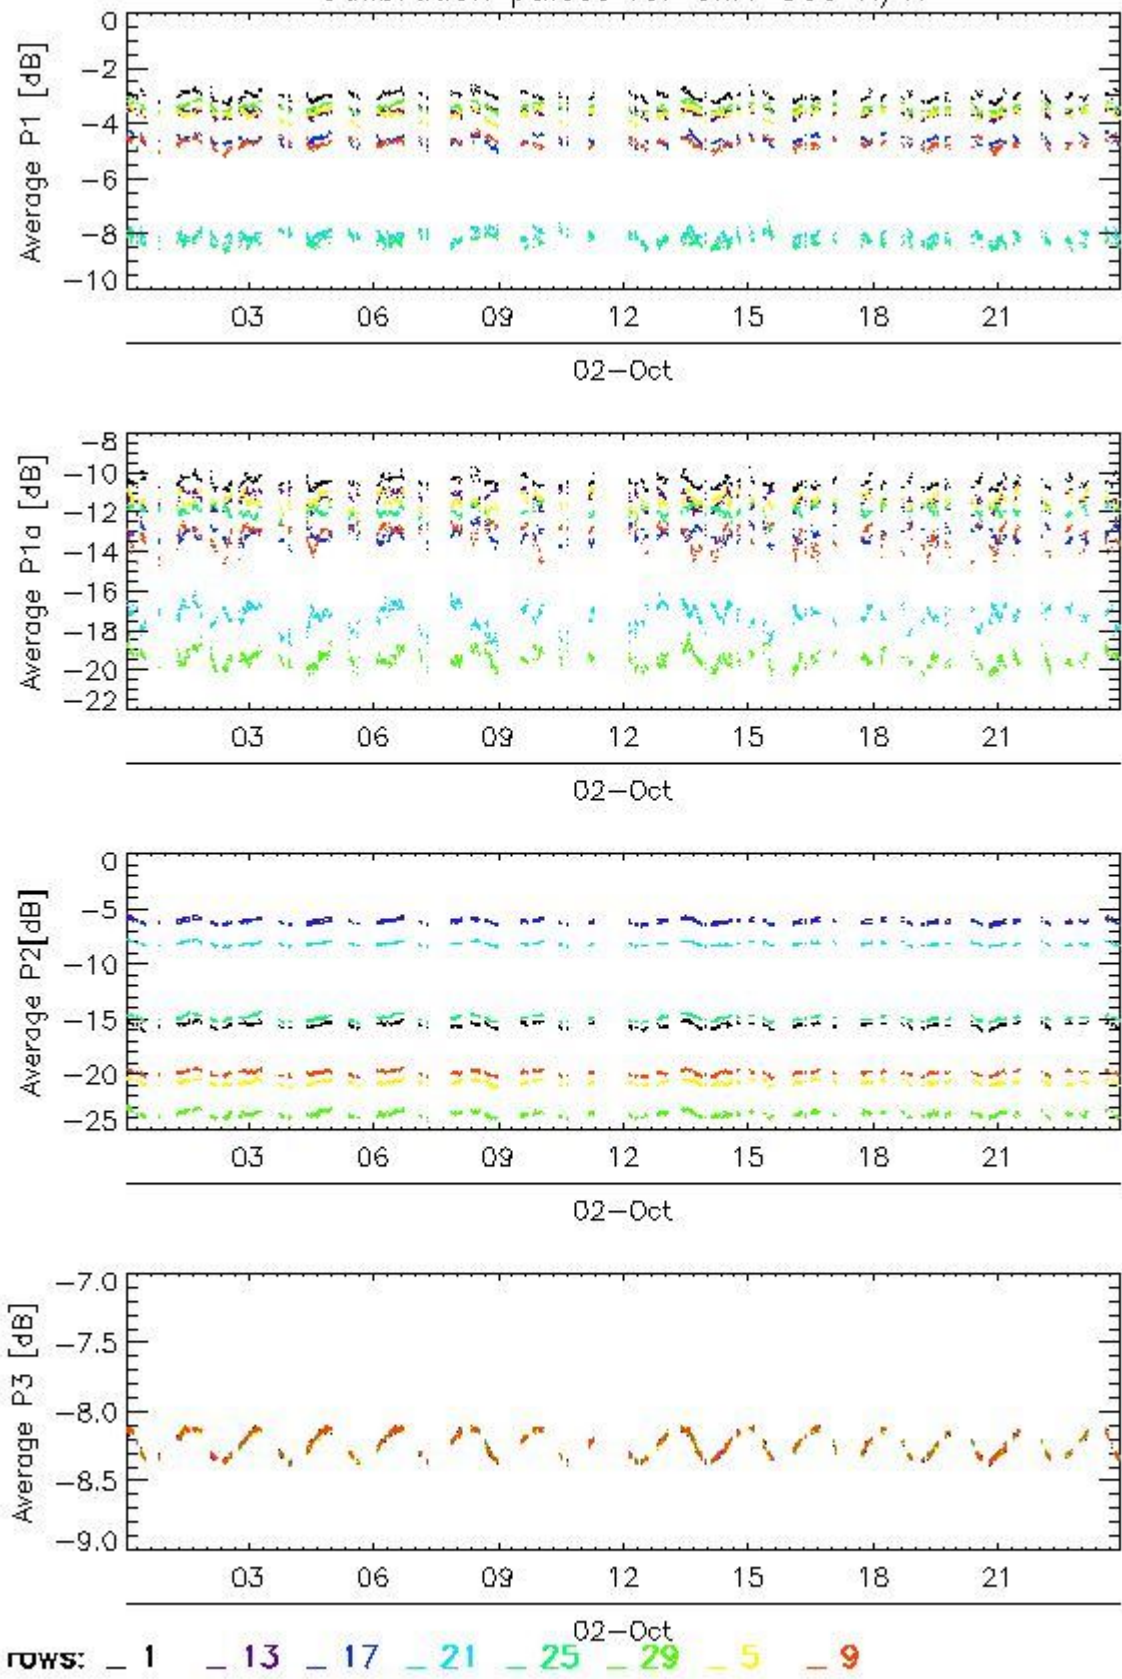 0
−2
−4
−6
−8
−10
Average P1 [dB]
03 06 09 12 15 18 21
02−Oct
−8
−10
−12
−14
−16
−18
−20
−22
Average P1a [dB]
03 06 09 12 15 18 21
02−Oct
0
−5
−10
−15
−20
−25
Average P2[dB]
03 06 09 12 15 18 21
02−Oct
−7.0
−7.5
−8.0
−8.5
−9.0
Average P3 [dB]
03 06 09 12 15 18 21
02−Oct
rows: _ 1 _ 13 _ 17 _ 21 _ 25 _ 29 _ 5 _ 9